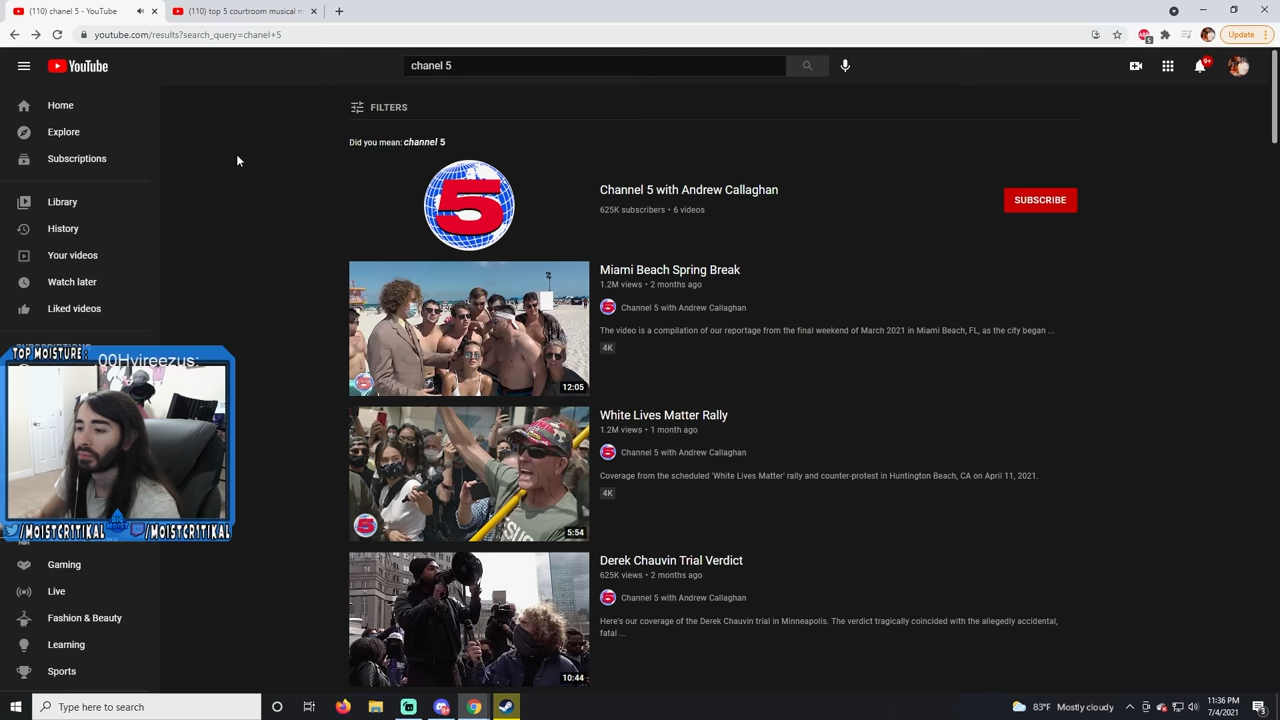 (110) chanel 5 - YouTube
(110) top 5 courtroom musical m
youtube.com/results?search_query=chanel+5
Update
YouTube
chanel 5
9+
Home
Explore
Subscriptions
Library
History
Your videos
Watch later
Liked videos
FILTERS
Did you mean: channel 5
5
Channel 5 with Andrew Callaghan
625K subscribers • 6 videos
SUBSCRIBE
12:05
Miami Beach Spring Break
1.2M views • 2 months ago
Channel 5 with Andrew Callaghan
The video is a compilation of our reportage from the final weekend of March 2021 in Miami Beach, FL, as the city began ...
4K
5:54
White Lives Matter Rally
1.2M views • 1 month ago
Channel 5 with Andrew Callaghan
Coverage from the scheduled 'White Lives Matter' rally and counter-protest in Huntington Beach, CA on April 11, 2021.
4K
10:44
Derek Chauvin Trial Verdict
625K views • 2 months ago
Channel 5 with Andrew Callaghan
Here's our coverage of the Derek Chauvin trial in Minneapolis. The verdict tragically coincided with the allegedly accidental,
fatal ...
TOP MOISTURE:
00Hvireezus:
/MOISTCR1TIKAL
BIG MOIST
/MOISTCR1TIKAL
Gaming
Live
Fashion & Beauty
Learning
Sports
Type here to search
83°F Mostly cloudy
11:36 PM
7/4/2021
3